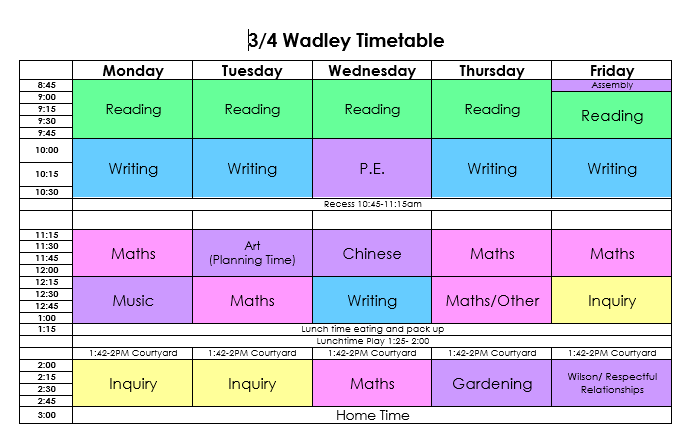 3/4 Wadley Timetable
Monday Tuesday Wednesday Thursday Friday
8:45 Assembly
9:00
9:15 Reading Reading Reading Reading Reading
9:30
9:45
10:00
10:15 Writing Writing P.E. Writing Writing
10:30
Recess 10:45-11:15am
11:15
11:30 Maths Art Chinese Maths Maths
11:45 (Planning Time)
12:00
12:15
12:30 Music Maths Writing Maths/Other Inquiry
12:45
1:00
1:15 Lunch time eating and pack up
Lunchtime Play 1:25- 2:00
1:42-2PM Courtyard 1:42-2PM Courtyard 1:42-2PM Courtyard 1:42-2PM Courtyard 1:42-2PM Courtyard
2:00
2:15 Inquiry Inquiry Maths Gardening Wilson/ Respectful
2:30 Relationships
2:45
3:00 Home Time